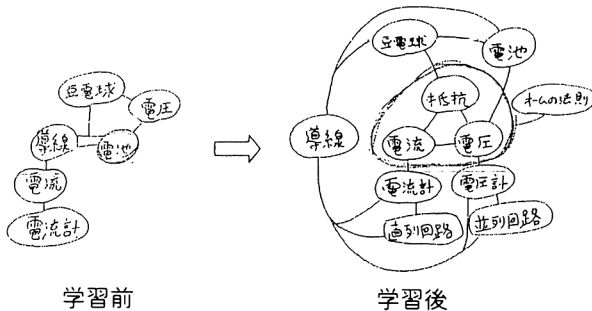 豆電球
電圧
導線
電池
電流
電流計
学習前
豆電球
電池
抵抗
オームの法則
導線
電流
電圧
電流計
電圧計
直列回路
並列回路
学習後